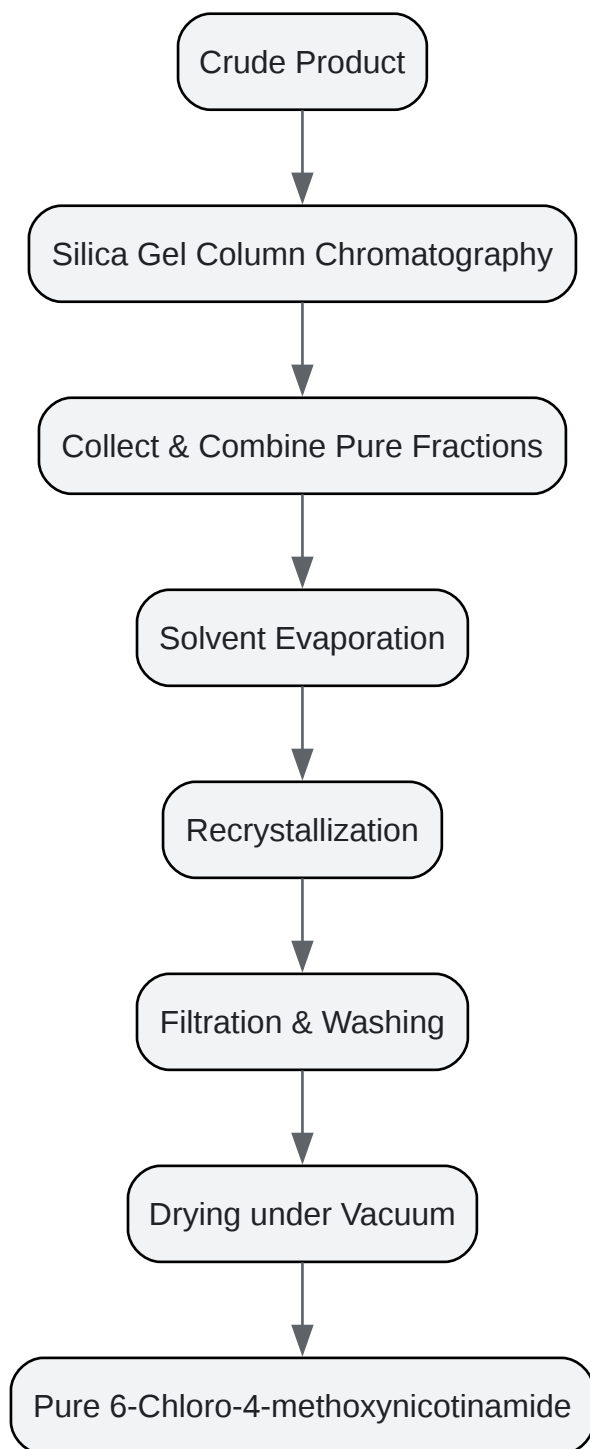 Crude Product
Silica Gel Column Chromatography
Collect & Combine Pure Fractions
Solvent Evaporation
Recrystallization
Filtration & Washing
Drying under Vacuum
Pure 6-Chloro-4-methoxynicotinamide